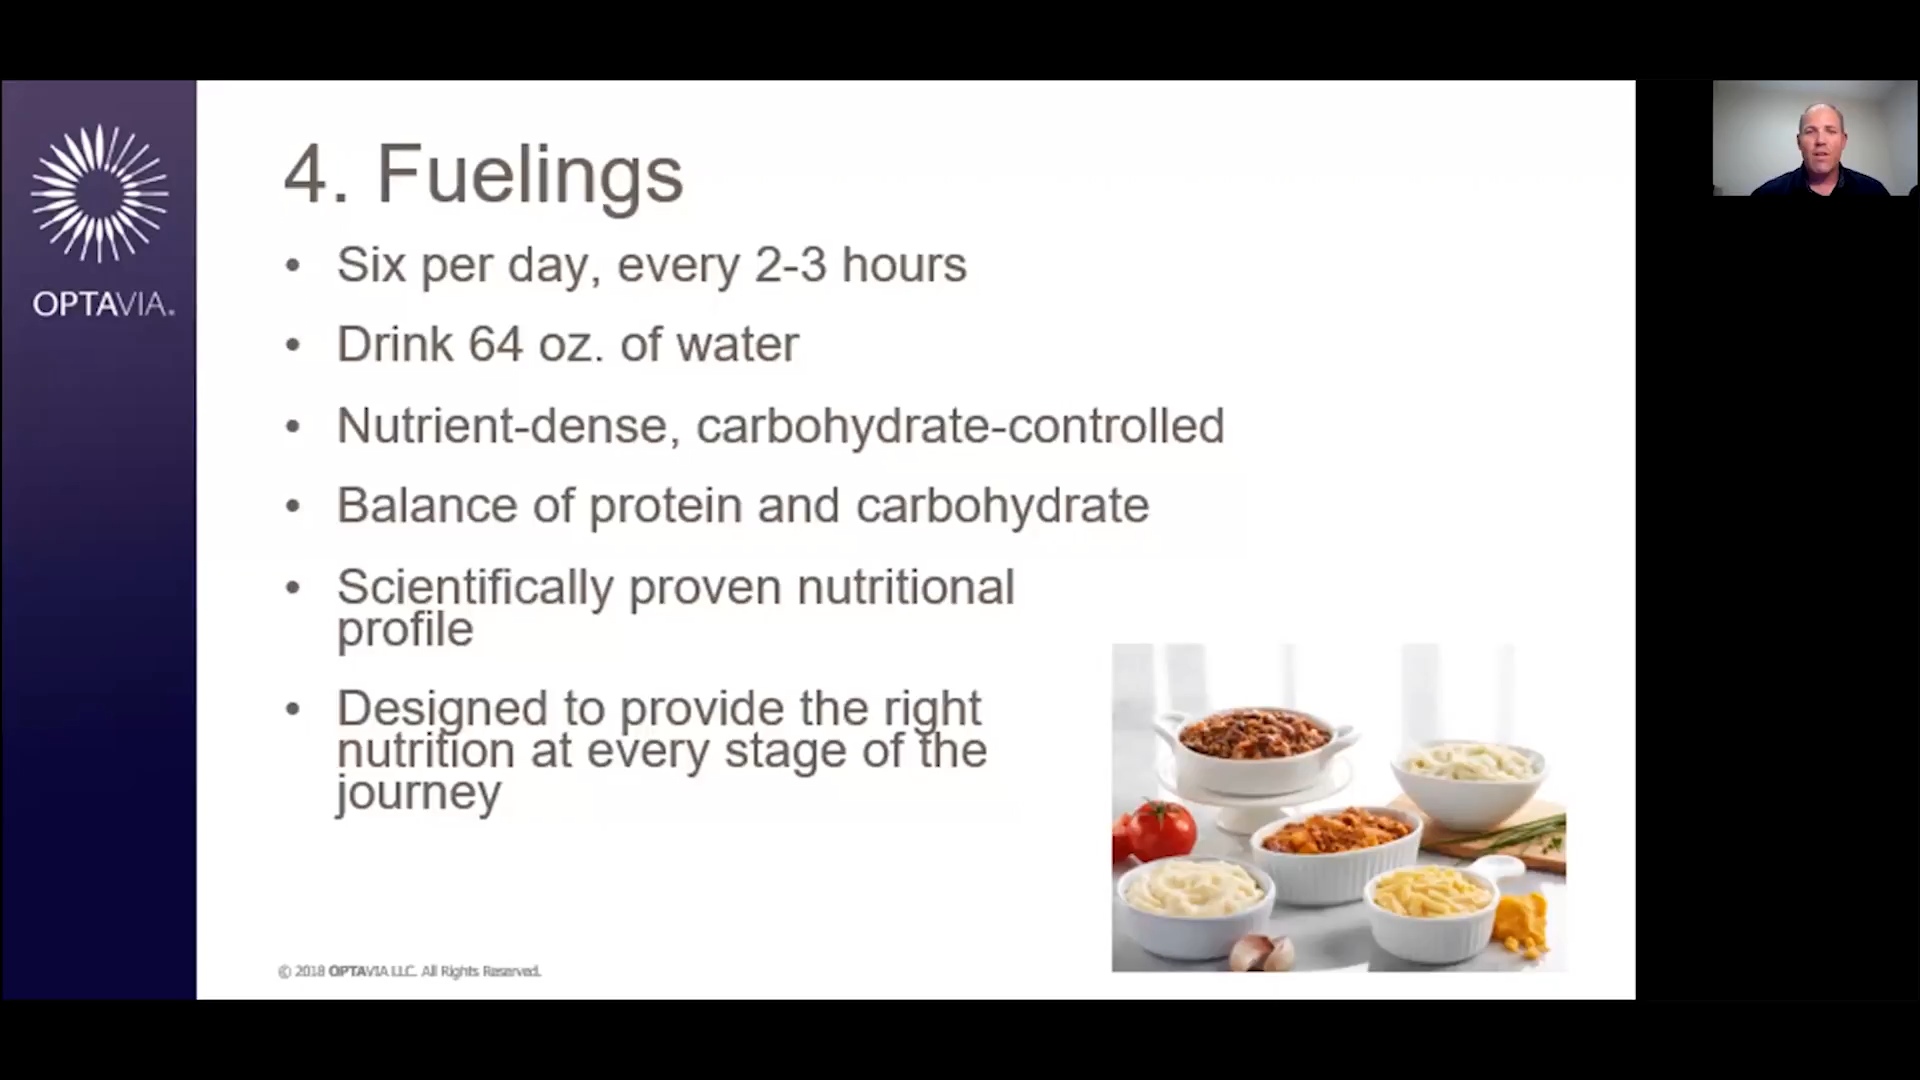 OPTAVIA.
4. Fuelings
• Six per day, every 2-3 hours
• Drink 64 oz. of water
• Nutrient-dense, carbohydrate-controlled
• Balance of protein and carbohydrate
• Scientifically proven nutritional
profile
• Designed to provide the right
nutrition at every stage of the
journey
© 2018 OPTAVIA LLC. All Rights Reserved.